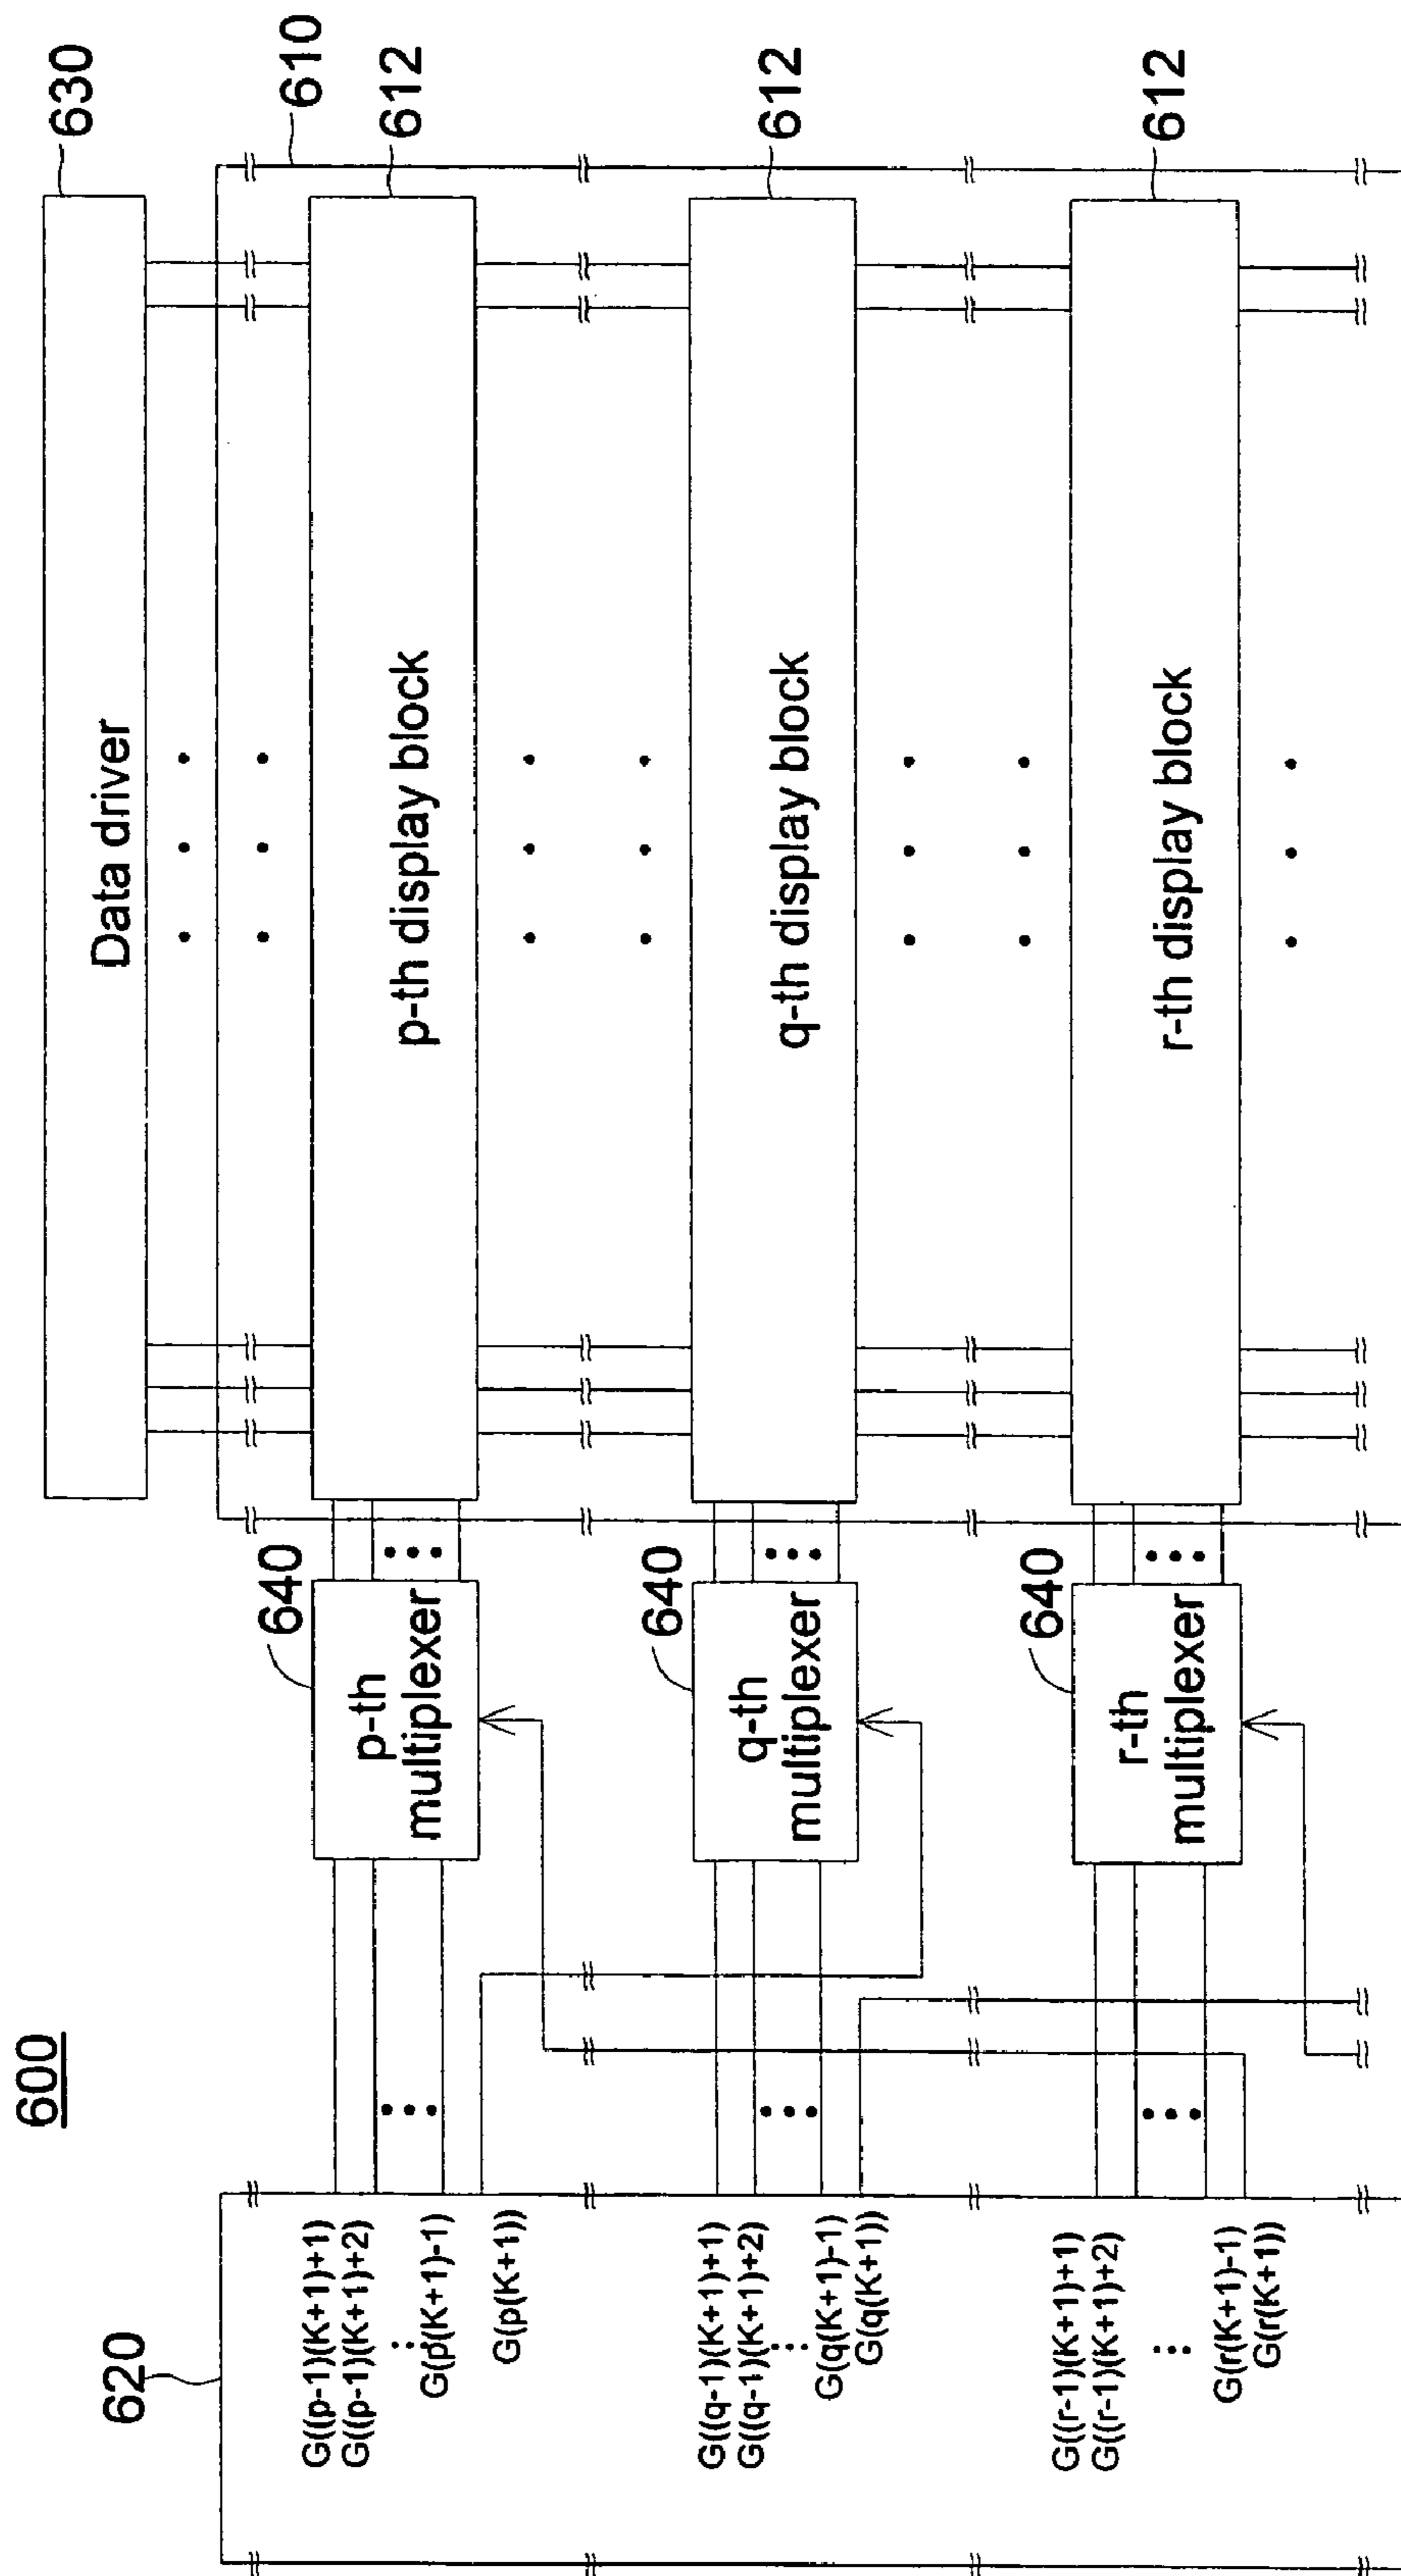 600
630
Data driver
610
620
G((p-1)(K+1)+1)
G((p-1)(K+1)+2)
G(p(K+1)-1)
G(p(K+1))
640
p-th
multiplexer
p-th display block
612
G((q-1)(K+1)+1)
G((q-1)(K+1)+2)
G(q(K+1)-1)
G(q(K+1))
640
q-th
multiplexer
q-th display block
612
G((r-1)(K+1)+1)
G((r-1)(K+1)+2)
G(r(K+1)-1)
G(r(K+1))
640
r-th
multiplexer
r-th display block
612